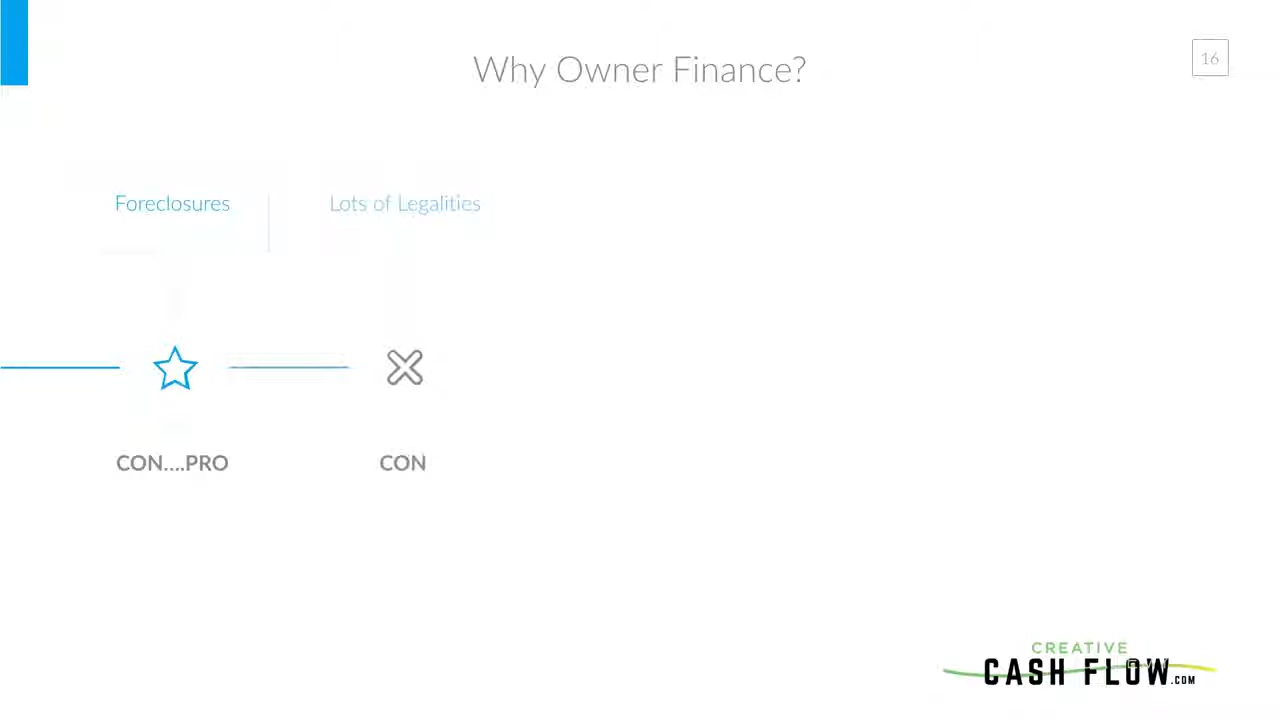 Why Owner Finance?
16
Foreclosures
Lots of Legalities
CON....PRO
CON
CREATIVE
CASH FLOW.COM